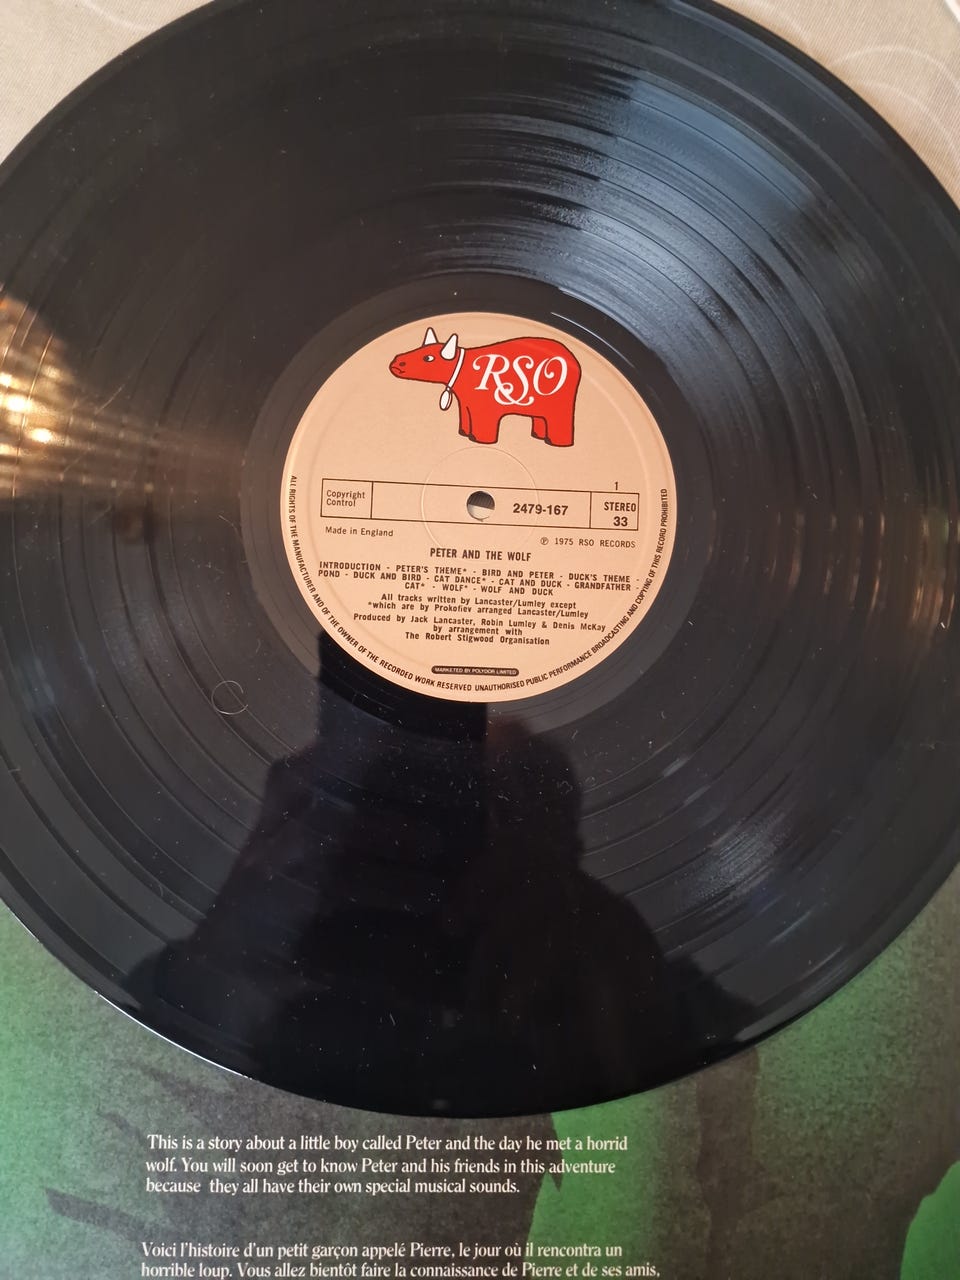 RSO
1
Copyright
Control
2479-167
STEREO
33
Made in England
℗ 1975 RSO RECORDS
PETER AND THE WOLF
INTRODUCTION - PETER'S THEME* - BIRD AND PETER - DUCK'S THEME -
POND - DUCK AND BIRD - CAT DANCE* - CAT AND DUCK - GRANDFATHER -
CAT* - WOLF* - WOLF AND DUCK
All tracks written by Lancaster/Lumley except
*which are by Prokofiev arranged Lancaster/Lumley
Produced by Jack Lancaster, Robin Lumley & Denis McKay
by arrangement with
The Robert Stigwood Organisation
MARKETED BY POLYDOR LIMITED
ALL RIGHTS OF THE MANUFACTURER AND OF THE OWNER OF THE RECORDED WORK RESERVED UNAUTHORISED PUBLIC PERFORMANCE BROADCASTING AND COPYING OF THIS RECORD PROHIBITED
This is a story about a little boy called Peter and the day he met a horrid
wolf. You will soon get to know Peter and his friends in this adventure
because they all have their own special musical sounds.
Voici l'histoire d'un petit garçon appelé Pierre, le jour où il rencontra un
horrible loup. Vous allez bientôt faire la connaissance de Pierre et de ses amis,